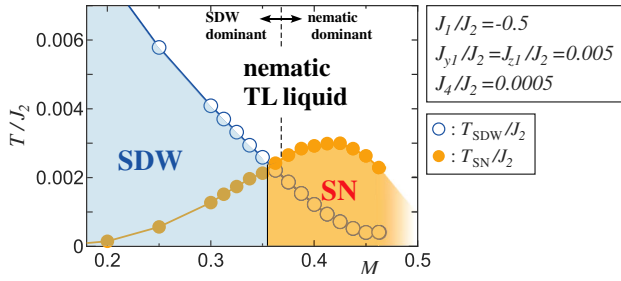 SDW nematic
dominant dominant
nematic
TL liquid
SDW
SN
T/J2
0.006
0.004
0.002
0
0.2 0.3 0.4 0.5
M
J1/J2=-0.5
Jy1/J2=Jz1/J2=0.005
J4/J2=0.0005
: TSDW/J2
: TSN/J2